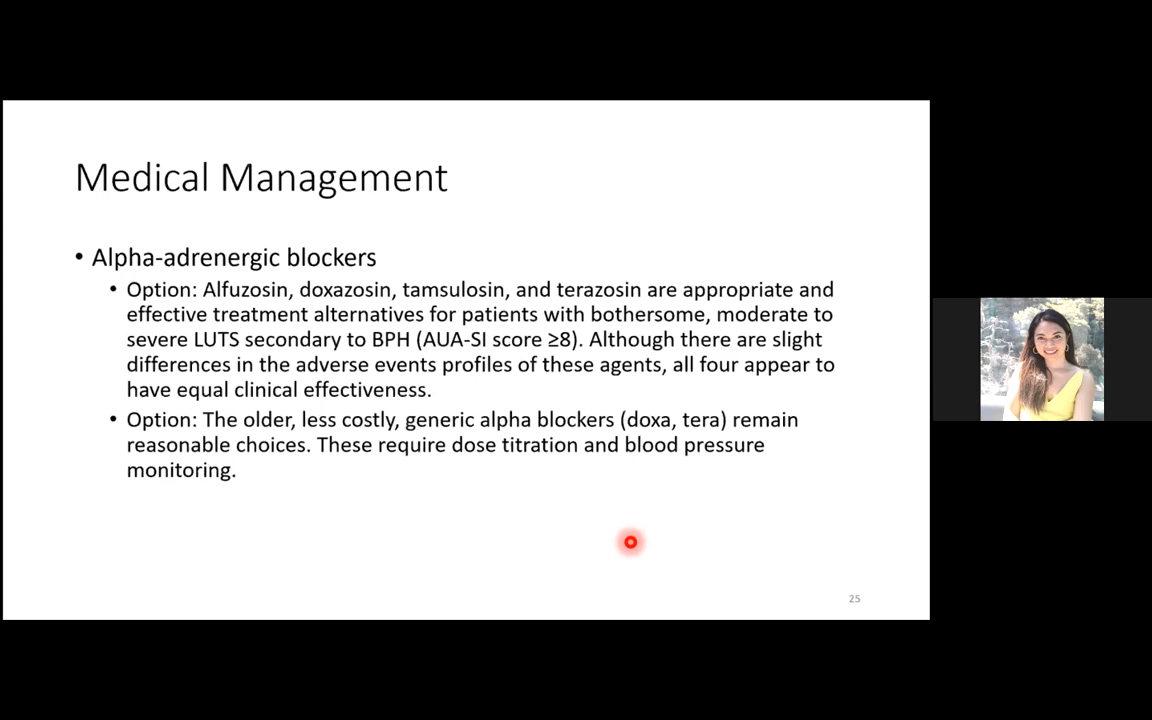 Medical Management
• Alpha-adrenergic blockers
• Option: Alfuzosin, doxazosin, tamsulosin, and terazosin are appropriate and
effective treatment alternatives for patients with bothersome, moderate to
severe LUTS secondary to BPH (AUA-SI score ≥8). Although there are slight
differences in the adverse events profiles of these agents, all four appear to
have equal clinical effectiveness.
• Option: The older, less costly, generic alpha blockers (doxa, tera) remain
reasonable choices. These require dose titration and blood pressure
monitoring.
25